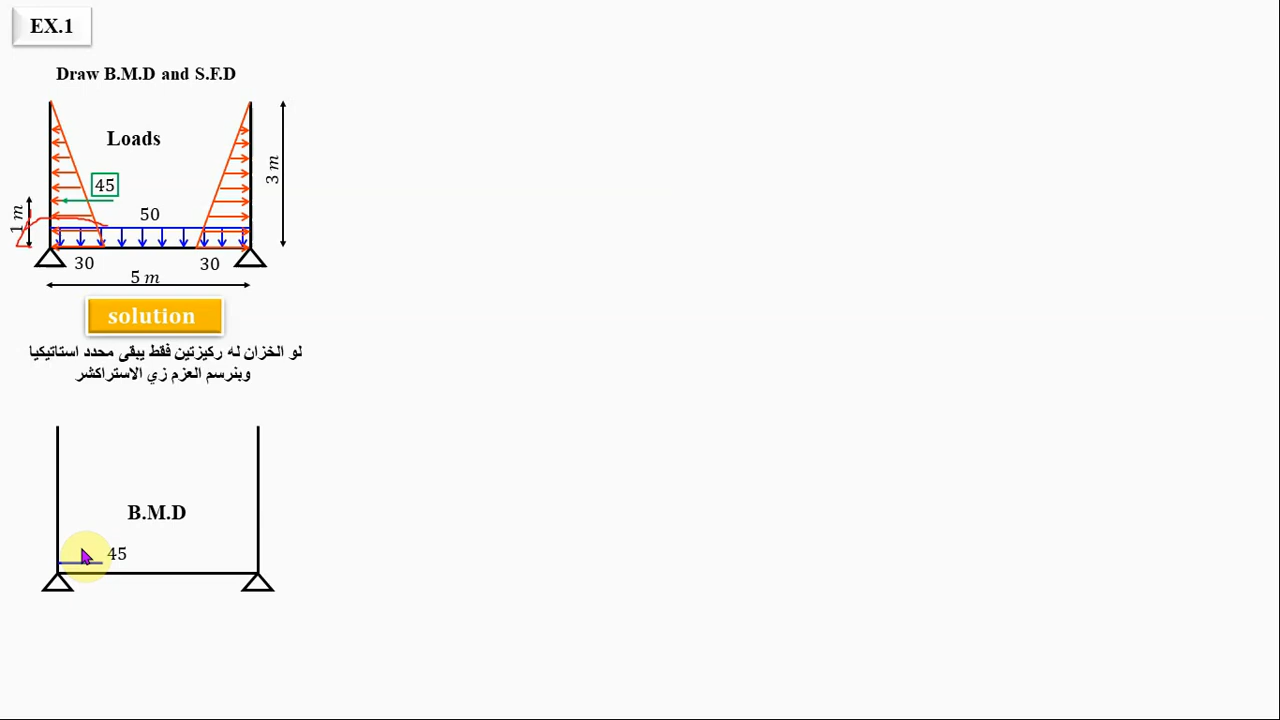 EX.1
Draw B.M.D and S.F.D
Loads
3 m
45
1 m
50
30
30
5 m
solution
لو الخزان له ركيزتين فقط يبقى محدد استاتيكيا
وبنرسم العزم زي الاستراكشر
B.M.D
45